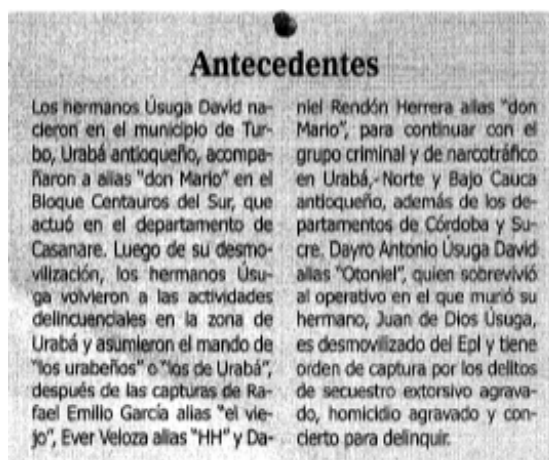 Antecedentes
Los hermanos Úsuga David na-
cieron en el municipio de Tur-
bo, Urabá antioqueño, acompa-
ñaron a alias "don Mario" en el
Bloque Centauros del Sur, que
actuó en el departamento de
Casanare. Luego de su desmo-
vilización, los hermanos Úsu-
ga volvieron a las actividades
delincuenciales en la zona de
Urabá y asumieron el mando de
"los urabeños" o "los de Urabá",
después de las capturas de Ra-
fael Emilio García alias "el vie-
jo", Ever Veloza alias "HH" y Da-
niel Rendón Herrera alias "don
Mario", para continuar con el
grupo criminal y de narcotráfico
en Urabá, Norte y Bajo Cauca
antioqueño, además de los de-
partamentos de Córdoba y Su-
cre. Dayro Antonio Úsuga David
alias "Otoniel", quien sobrevivió
al operativo en el que murió su
hermano, Juan de Dios Úsuga,
es desmovilizado del Epl y tiene
orden de captura por los delitos
de secuestro extorsivo agrava-
do, homicidio agravado y con-
cierto para delinquir.